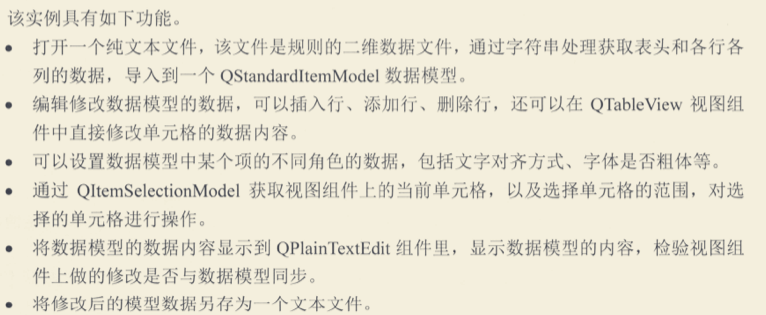 该实例具有如下功能。
● 打开一个纯文本文件，该文件是规则的二维数据文件，通过字符串处理获取表头和各行各
列的数据，导入到一个 QStandardItemModel 数据模型。
● 编辑修改数据模型的数据，可以插入行、添加行、删除行，还可以在 QTableView 视图组
件中直接修改单元格的数据内容。
● 可以设置数据模型中某个项的不同角色的数据，包括文字对齐方式、字体是否粗体等。
● 通过 QItemSelectionModel 获取视图组件上的当前单元格，以及选择单元格的范围，对选
择的单元格进行操作。
● 将数据模型的数据内容显示到 QPlainTextEdit 组件里，显示数据模型的内容，检验视图组
件上做的修改是否与数据模型同步。
● 将修改后的模型数据另存为一个文本文件。